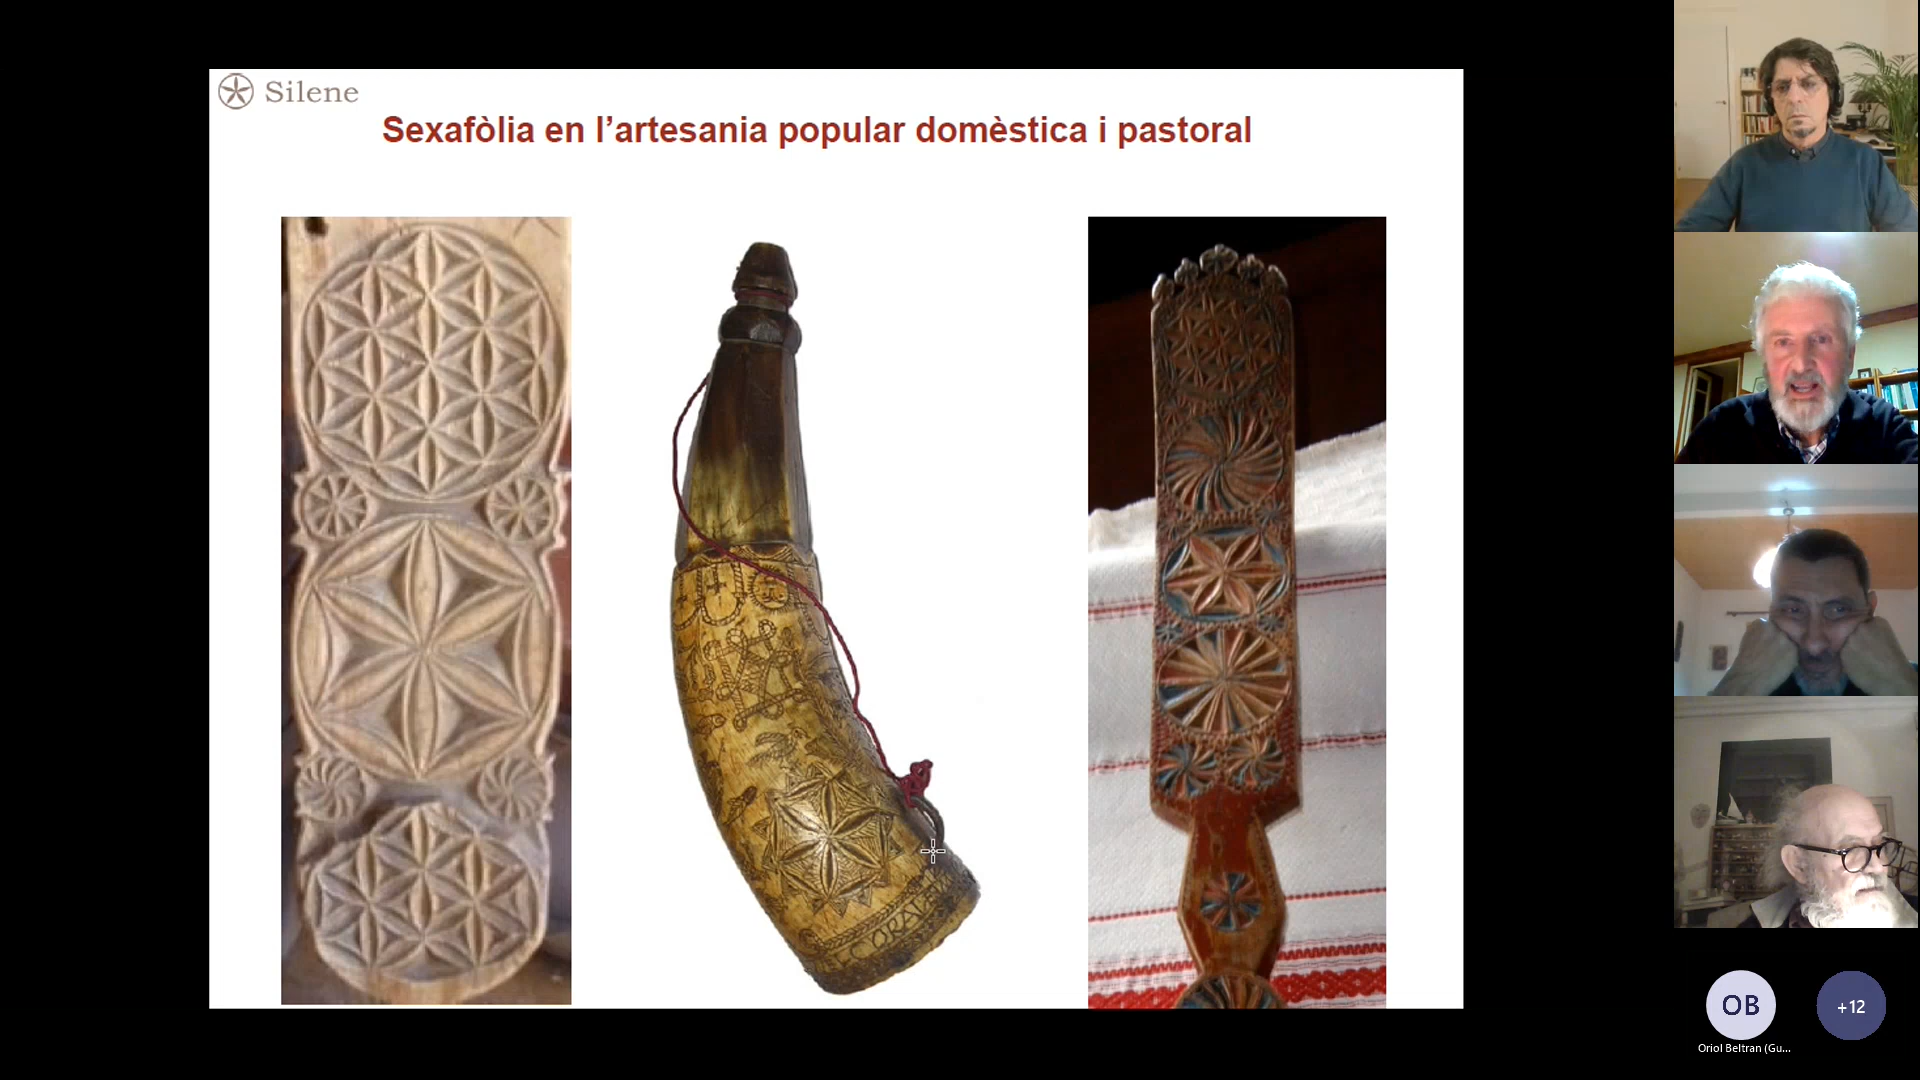 Silene
Sexafòlia en l’artesania popular domèstica i pastoral
OB
+12
Oriol Beltran (Gu...